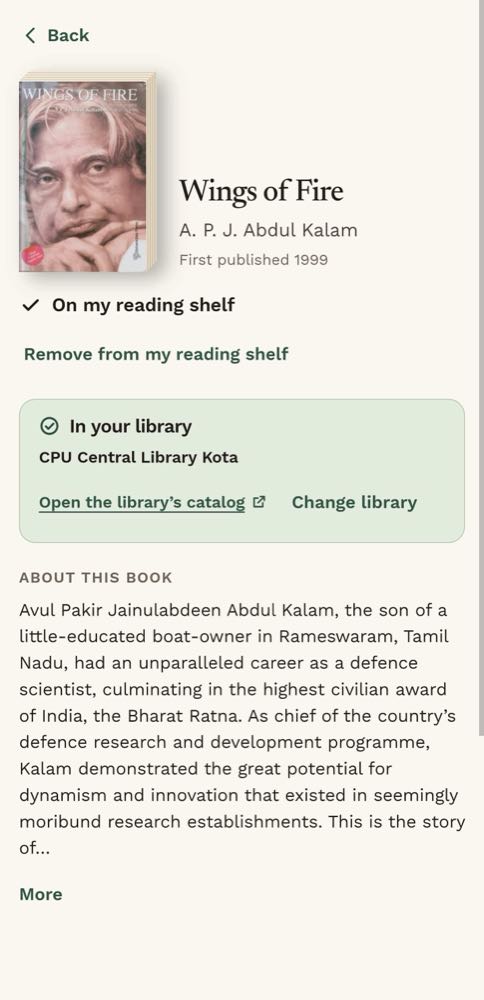 Back
WINGS OF FIRE
Wings of Fire
A. P. J. Abdul Kalam
First published 1999
On my reading shelf
Remove from my reading shelf
In your library
CPU Central Library Kota
Open the library’s catalog
Change library
ABOUT THIS BOOK
Avul Pakir Jainulabdeen Abdul Kalam, the son of a
little-educated boat-owner in Rameswaram, Tamil
Nadu, had an unparalleled career as a defence
scientist, culminating in the highest civilian award
of India, the Bharat Ratna. As chief of the country’s
defence research and development programme,
Kalam demonstrated the great potential for
dynamism and innovation that existed in seemingly
moribund research establishments. This is the story
of…
More